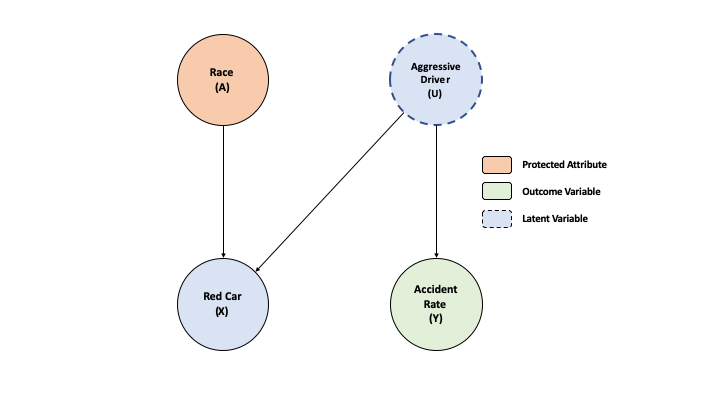 Race
(A)
Aggressive
Driver
(U)
Protected Attribute
Outcome Variable
Latent Variable
Red Car
(X)
Accident
Rate
(Y)